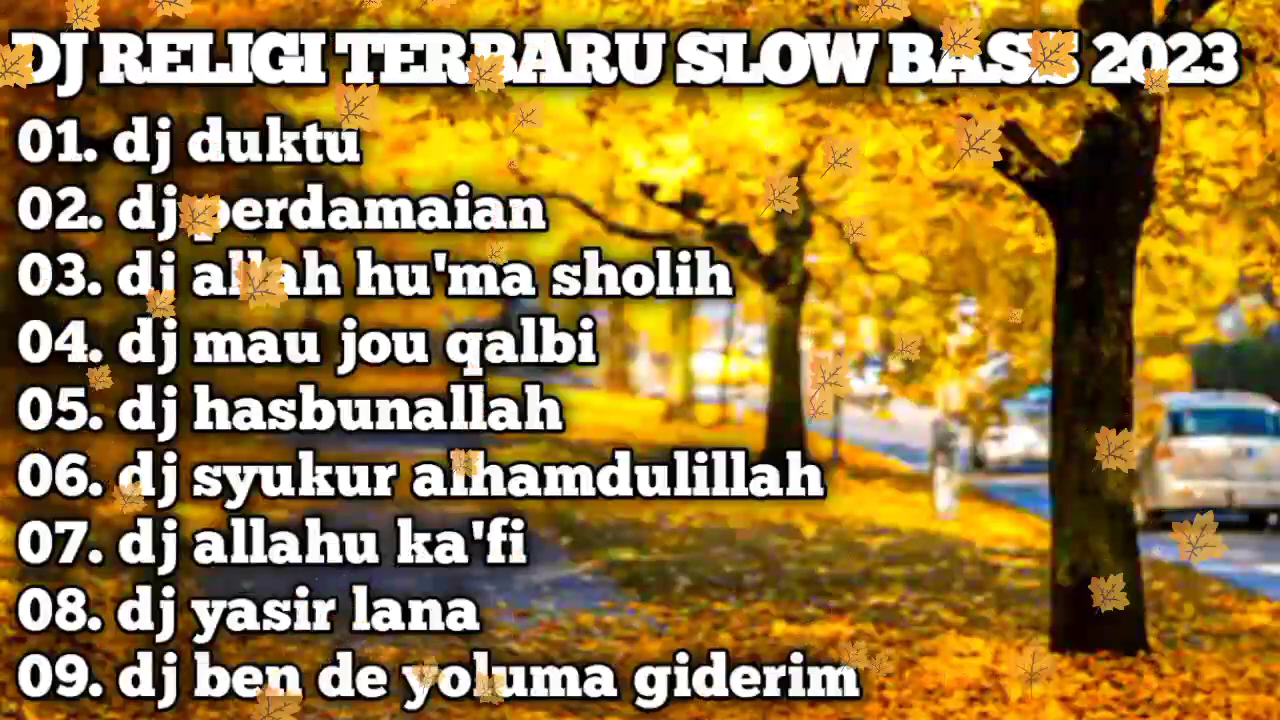 DJ RELIGI TERBARU SLOW BASS 2023
01. dj duktu
02. dj perdamaian
03. dj allah hu'ma sholih
04. dj mau jou qalbi
05. dj hasbunallah
06. dj syukur alhamdulillah
07. dj allahu ka'fi
08. dj yasir lana
09. dj ben de yoluma giderim